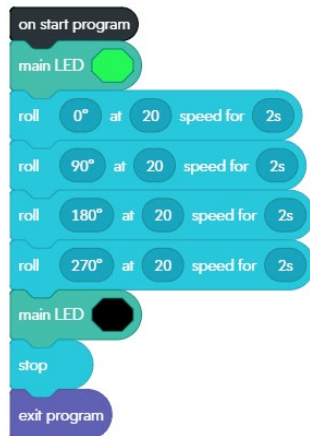 on start program
main LED
roll 0° at 20 speed for 2s
roll 90° at 20 speed for 2s
roll 180° at 20 speed for 2s
roll 270° at 20 speed for 2s
main LED
stop
exit program